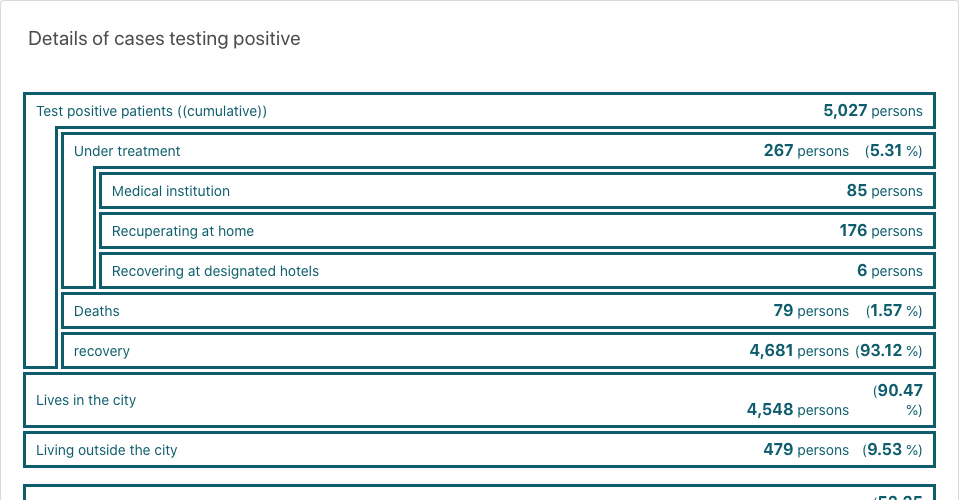 Details of cases testing positive
Test positive patients ((cumulative)) 5,027 persons
Under treatment 267 persons (5.31 %)
Medical institution 85 persons
Recuperating at home 176 persons
Recovering at designated hotels 6 persons
Deaths 79 persons (1.57 %)
recovery 4,681 persons (93.12 %)
Lives in the city 4,548 persons (90.47
%)
Living outside the city 479 persons (9.53 %)